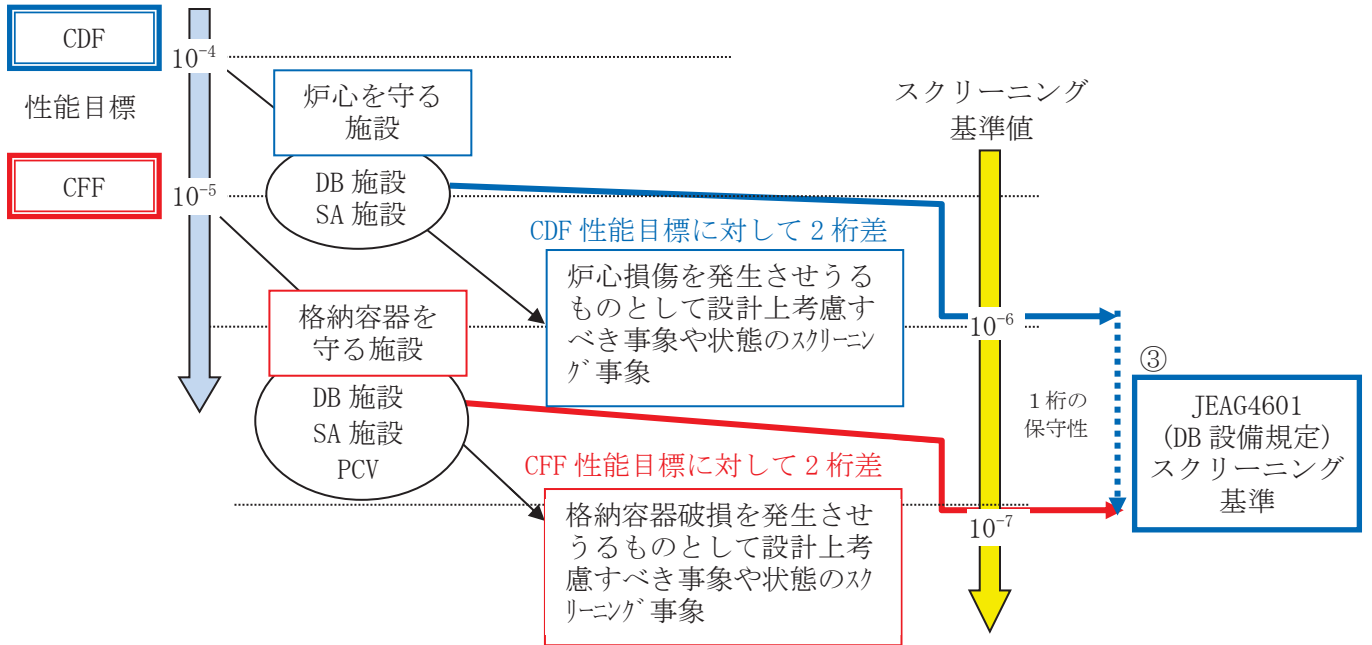 CDF
10⁻⁴
性能目標
CFF
10⁻⁵
炉心を守る
施設
DB 施設
SA 施設
スクリーニング
基準値
CDF 性能目標に対して 2 桁差
炉心損傷を発生させうる
ものとして設計上考慮す
べき事象や状態のｽｸﾘｰﾆﾝ
ｸﾞ事象
格納容器を
守る施設
DB 施設
SA 施設
PCV
10⁻⁶
③
1 桁の
保守性
JEAG4601
(DB 設備規定)
スクリーニング
基準
CFF 性能目標に対して 2 桁差
格納容器破損を発生させ
うるものとして設計上考
慮すべき事象や状態のｽｸ
ﾘｰﾆﾝｸﾞ事象
10⁻⁷